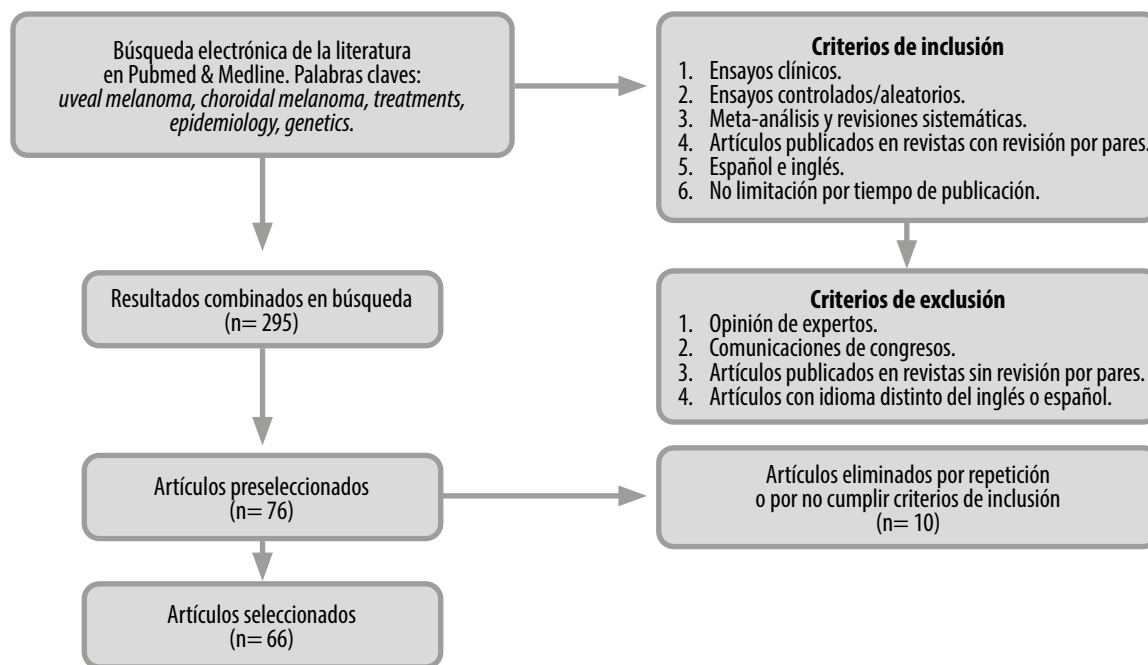 Búsqueda electrónica de la literatura
en Pubmed & Medline. Palabras claves:
uveal melanoma, choroidal melanoma, treatments,
epidemiology, genetics.
Criterios de inclusión
1. Ensayos clínicos.
2. Ensayos controlados/aleatorios.
3. Meta-análisis y revisiones sistemáticas.
4. Artículos publicados en revistas con revisión por pares.
5. Español e inglés.
6. No limitación por tiempo de publicación.
Resultados combinados en búsqueda
(n= 295)
Criterios de exclusión
1. Opinión de expertos.
2. Comunicaciones de congresos.
3. Artículos publicados en revistas sin revisión por pares.
4. Artículos con idioma distinto del inglés o español.
Artículos preseleccionados
(n= 76)
Artículos eliminados por repetición
o por no cumplir criterios de inclusión
(n= 10)
Artículos seleccionados
(n= 66)